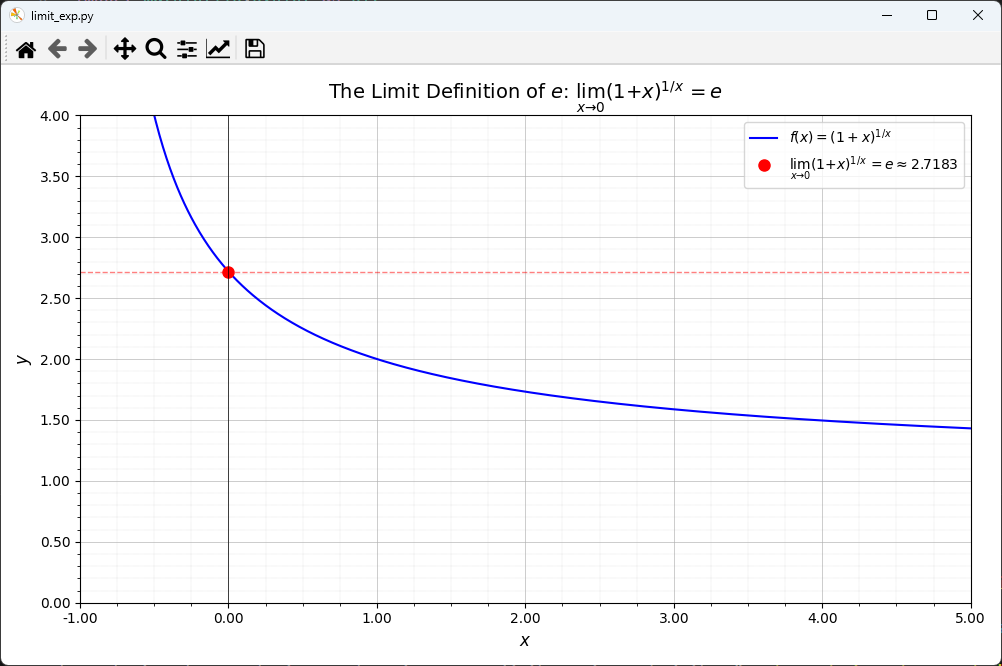 limit_exp.py
The Limit Definition of e: lim(1+x)^{1/x} = e
x→0
f(x) = (1 + x)^{1/x}
lim(1+x)^{1/x} = e ≈ 2.7183
x→0
4.00
3.50
3.00
2.50
2.00
1.50
1.00
0.50
0.00
y
-1.00 0.00 1.00 2.00 3.00 4.00 5.00
x